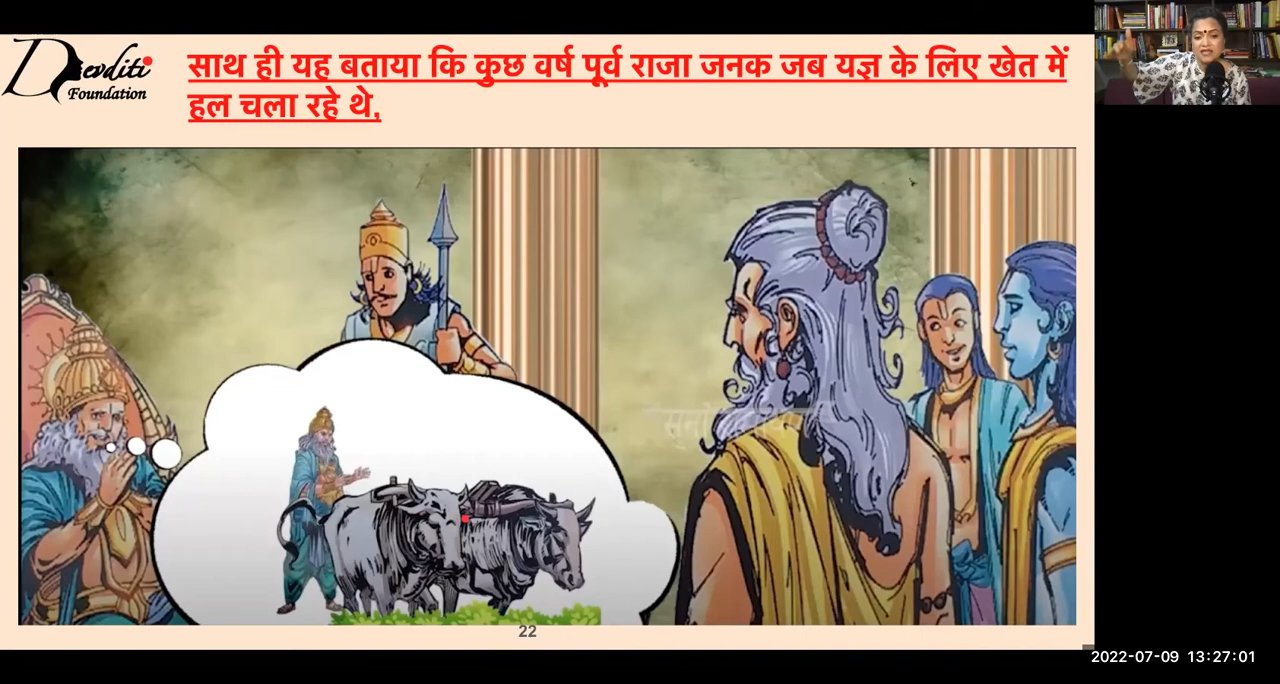 Devditi
Foundation
साथ ही यह बताया कि कुछ वर्ष पूर्व राजा जनक जब यज्ञ के लिए खेत में
हल चला रहे थे,
22
2022-07-09 13:27:01